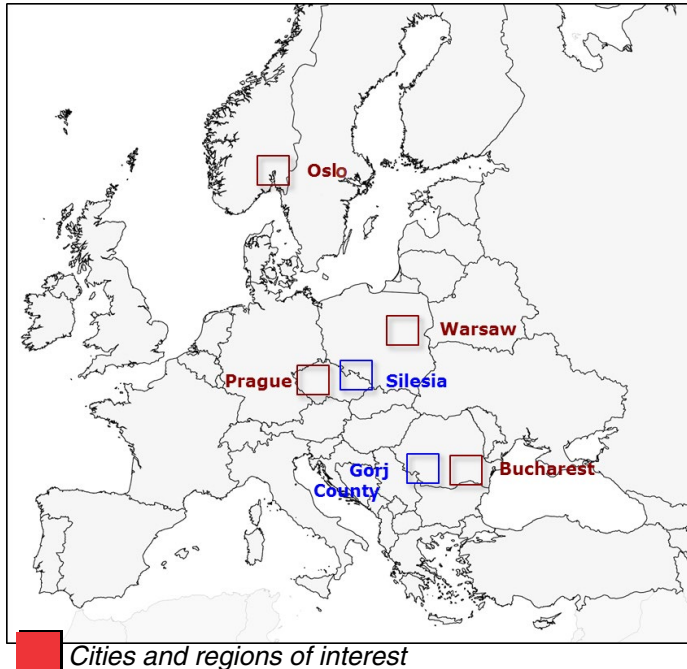 Oslo
Warsaw
Prague
Silesia
Gorj
County
Bucharest
Cities and regions of interest